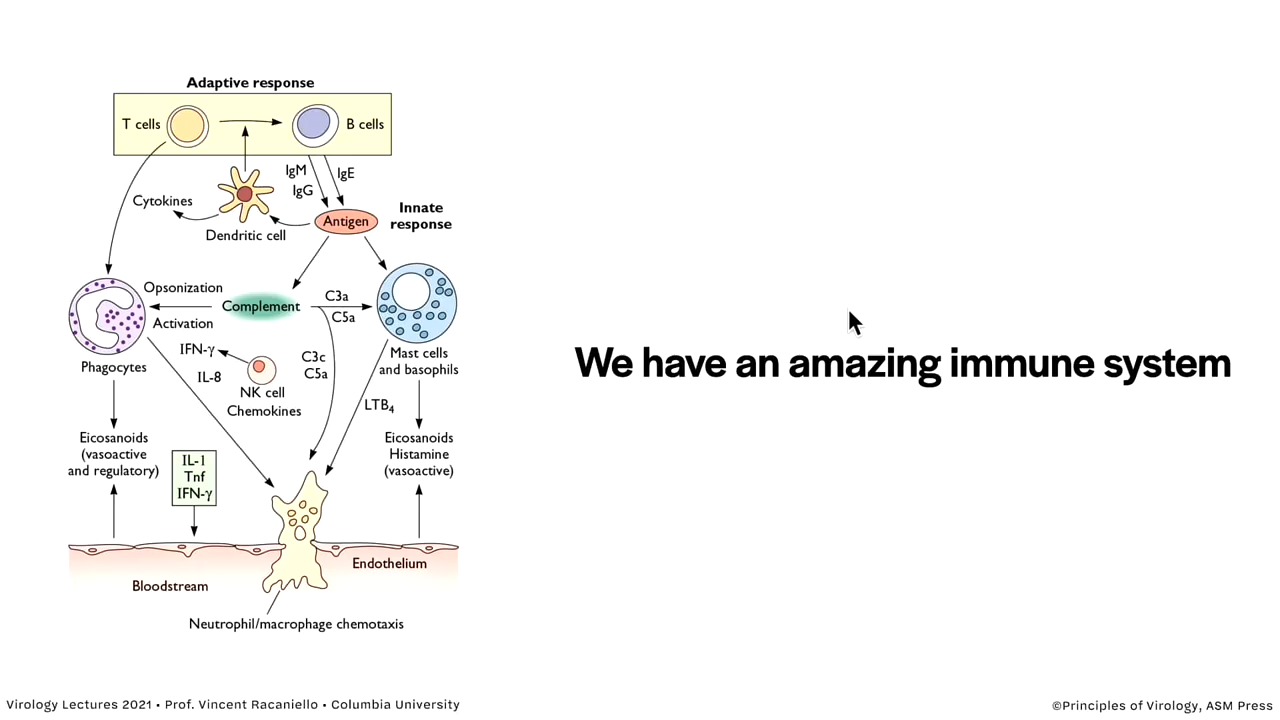 Adaptive response
T cells
B cells
IgM
IgG
IgE
Cytokines
Dendritic cell
Antigen
Innate
response
Opsonization
Complement
C3a
C5a
Activation
IFN-γ
IL-8
NK cell
Chemokines
C3c
C5a
Phagocytes
Mast cells
and basophils
LTB4
Eicosanoids
(vasoactive
and regulatory)
IL-1
Tnf
IFN-γ
Eicosanoids
Histamine
(vasoactive)
Endothelium
Bloodstream
Neutrophil/macrophage chemotaxis
We have an amazing immune system
Virology Lectures 2021 • Prof. Vincent Racaniello • Columbia University
©Principles of Virology, ASM Press